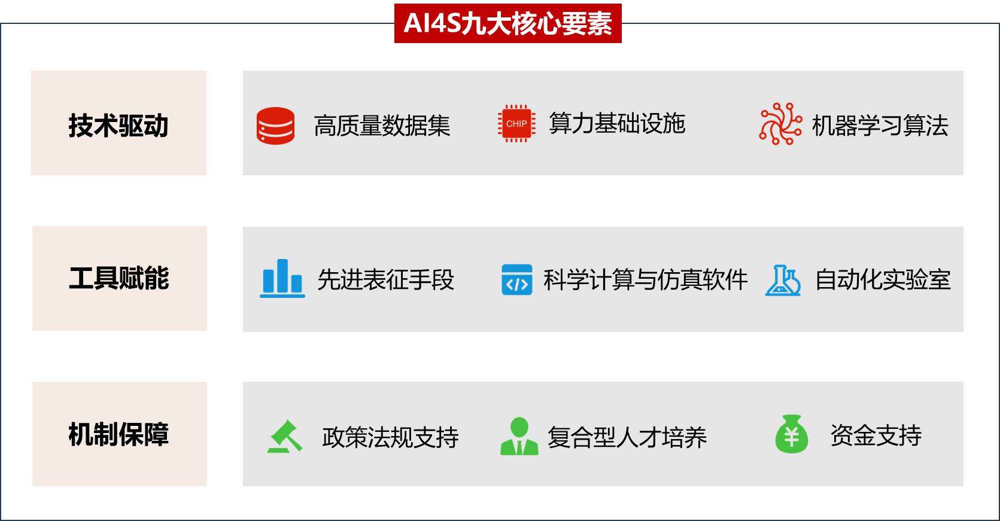 AI4S九大核心要素
技术驱动
高质量数据集
CHIP
算力基础设施
机器学习算法
工具赋能
先进表征手段
科学计算与仿真软件
自动化实验室
机制保障
政策法规支持
复合型人才培养
资金支持